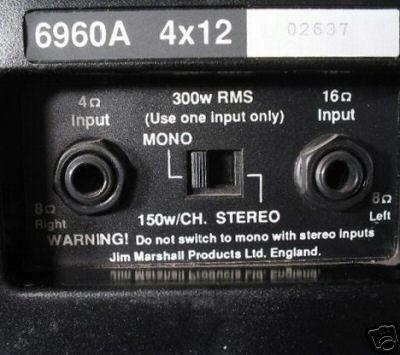 6960A 4x12 02637
4Ω Input
300w RMS
(Use one input only)
16Ω Input
MONO
8Ω Right
150w/CH. STEREO
8Ω Left
WARNING! Do not switch to mono with stereo inputs
Jim Marshall Products Ltd. England.